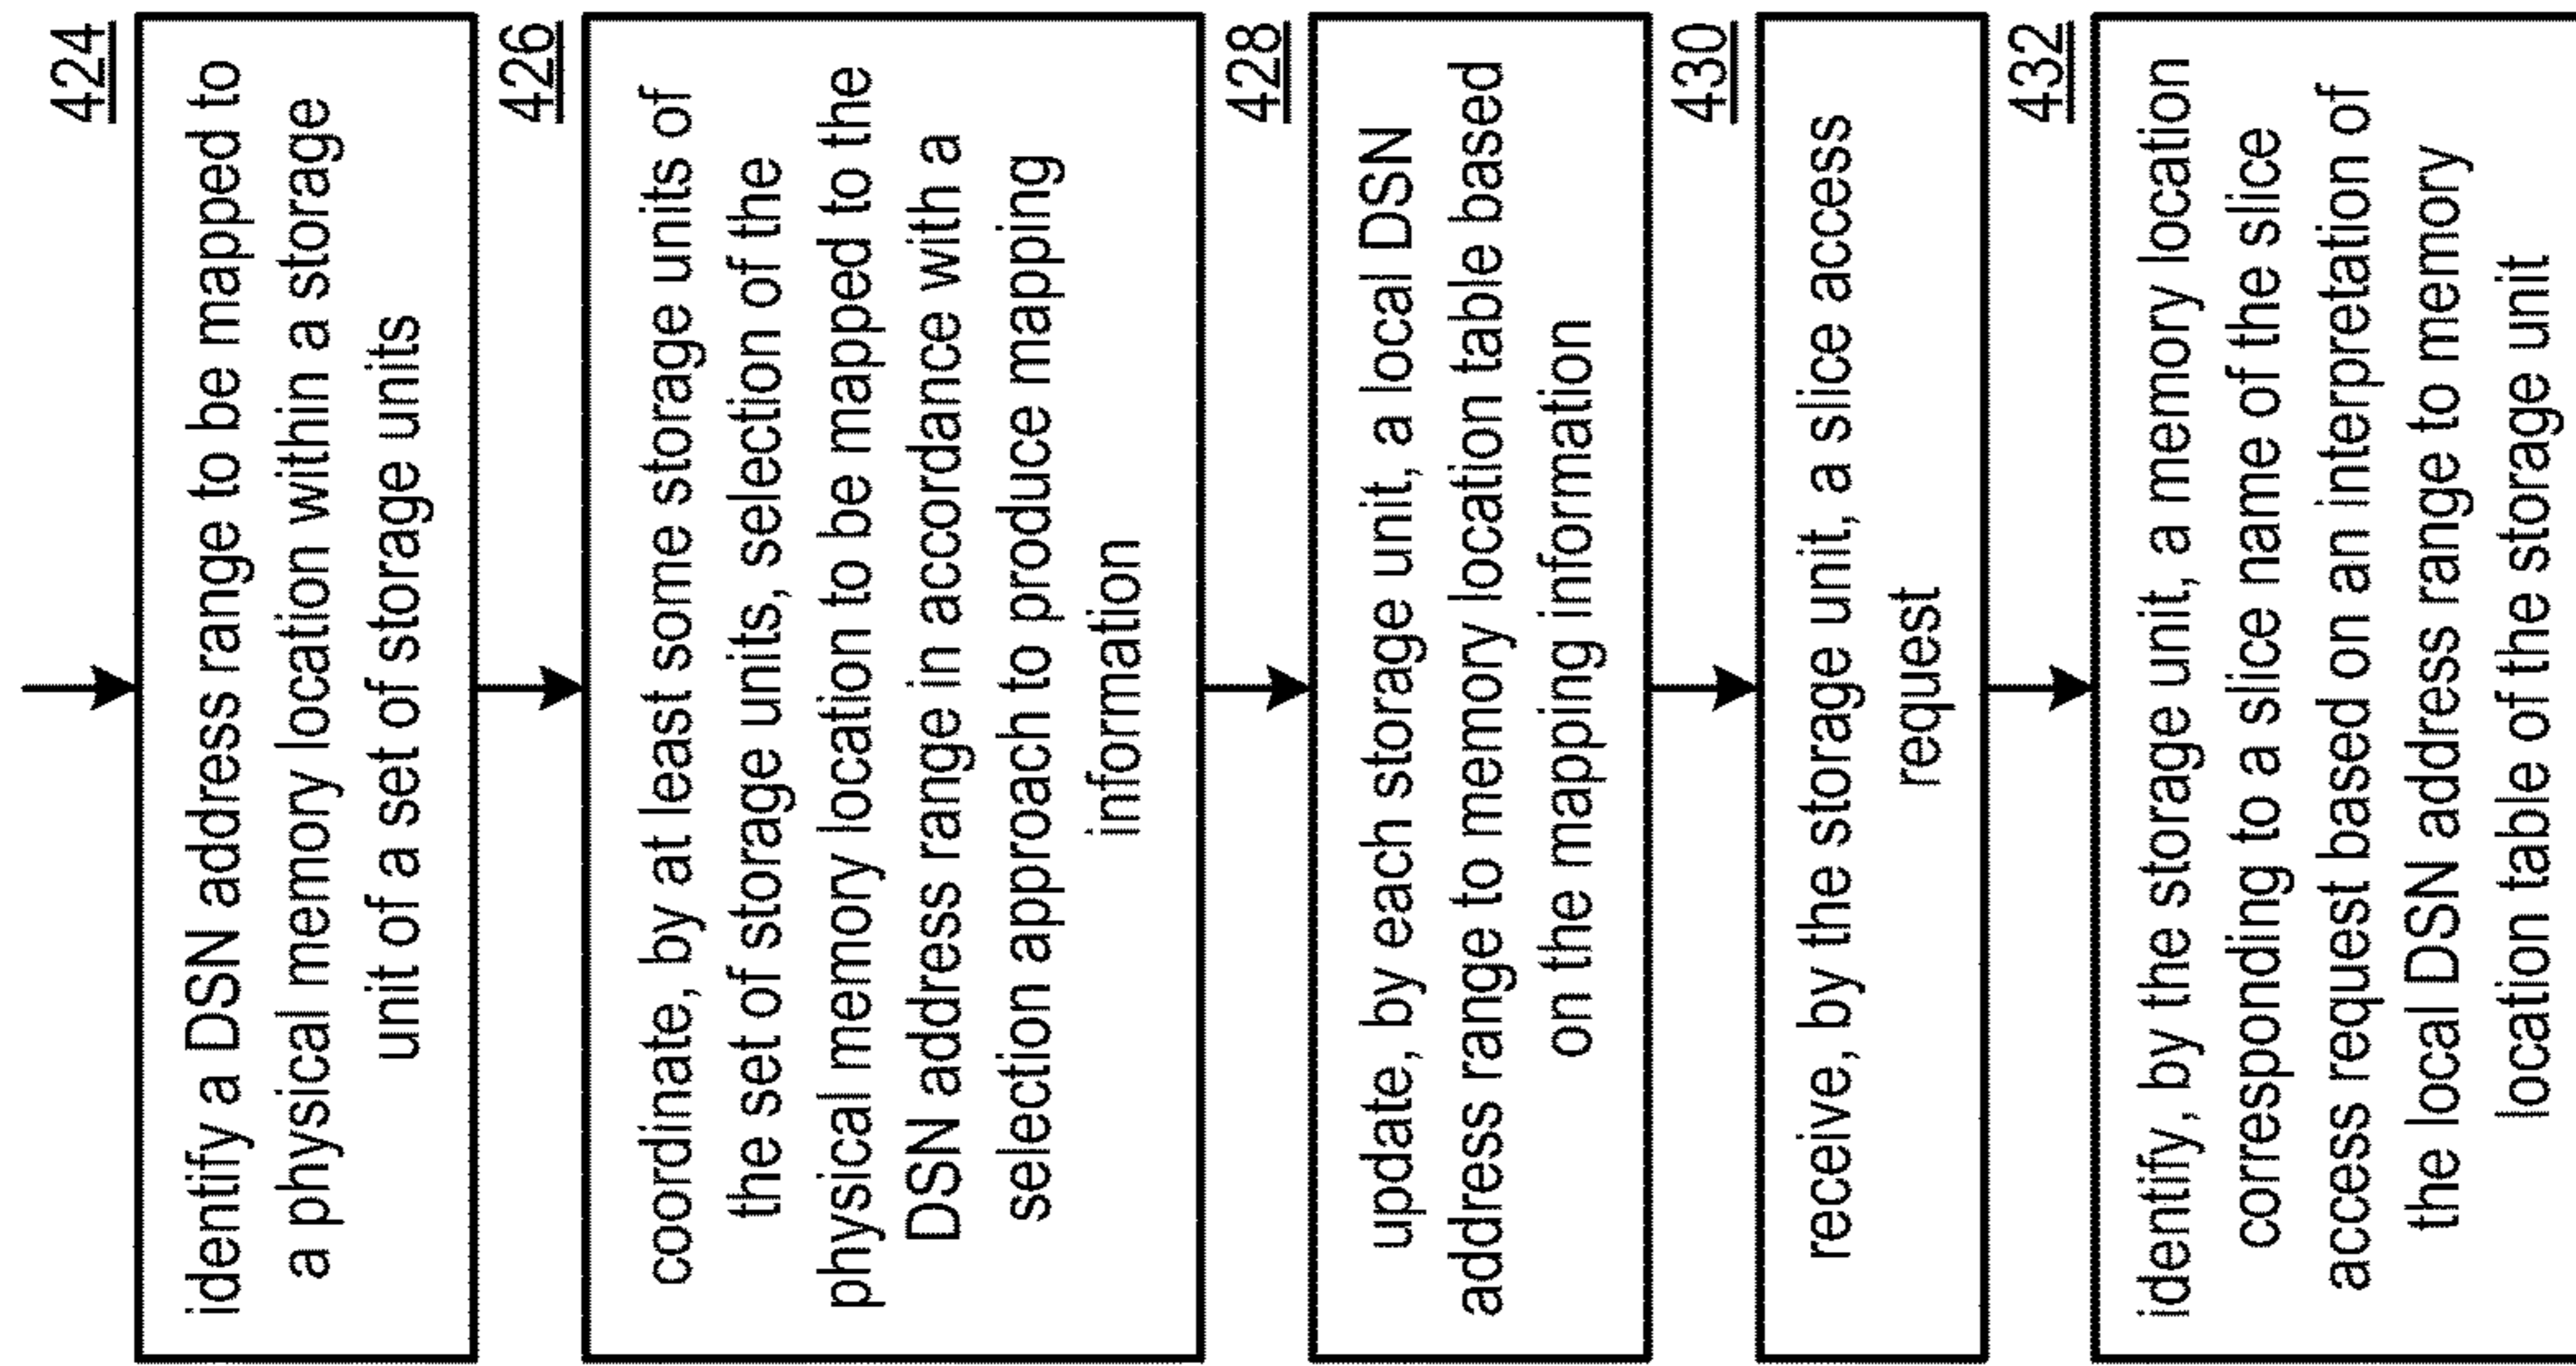 424
identify a DSN address range to be mapped to
a physical memory location within a storage
unit of a set of storage units
426
coordinate, by at least some storage units of
the set of storage units, selection of the
physical memory location to be mapped to the
DSN address range in accordance with a
selection approach to produce mapping
information
428
update, by each storage unit, a local DSN
address range to memory location table based
on the mapping information
430
receive, by the storage unit, a slice access
request
432
identify, by the storage unit, a memory location
corresponding to a slice name of the slice
access request based on an interpretation of
the local DSN address range to memory
location table of the storage unit